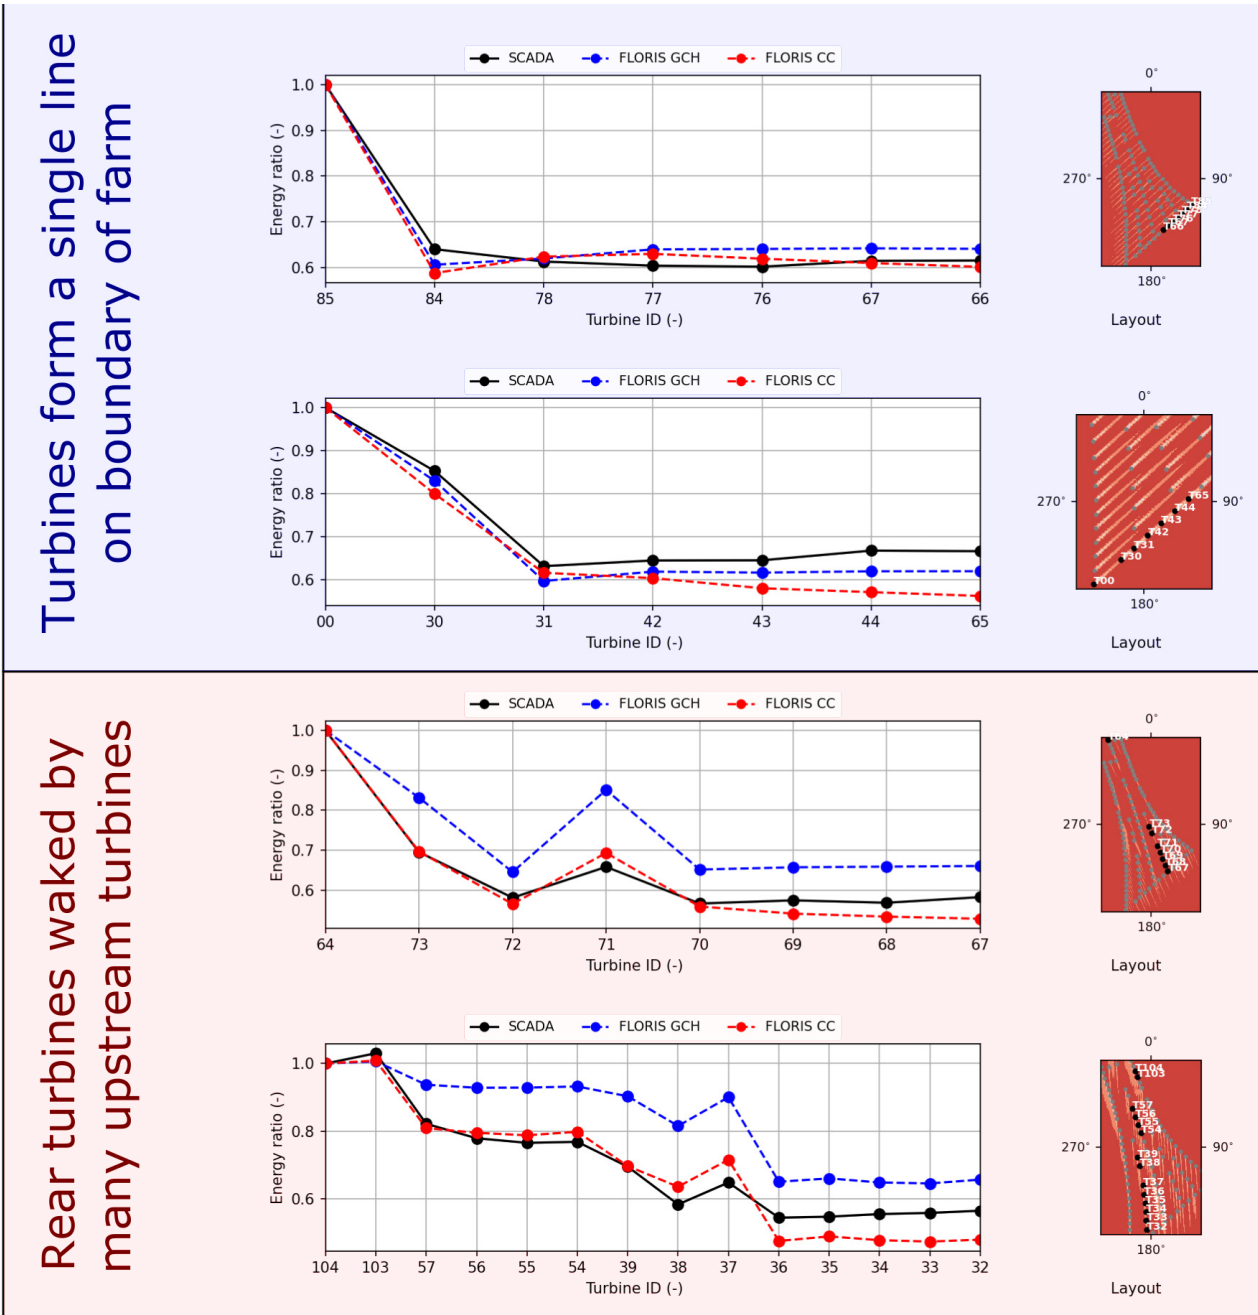 Turbines form a single line
on boundary of farm
SCADA FLORIS GCH FLORIS CC
Energy ratio (-)
1.0
0.9
0.8
0.7
0.6
85 84 78 77 76 67 66
Turbine ID (-)
0°
270° 90°
T66
180°
Layout
SCADA FLORIS GCH FLORIS CC
Energy ratio (-)
1.0
0.9
0.8
0.7
0.6
00 30 31 42 43 44 65
Turbine ID (-)
0°
270° 90°
T65
T44
T43
T42
T31
T30
T00
180°
Layout
Rear turbines waked by
many upstream turbines
SCADA FLORIS GCH FLORIS CC
Energy ratio (-)
1.0
0.9
0.8
0.7
0.6
64 73 72 71 70 69 68 67
Turbine ID (-)
0°
270° 90°
T73
T72
T71
T70
T67
180°
Layout
SCADA FLORIS GCH FLORIS CC
Energy ratio (-)
1.0
0.8
0.6
104 103 57 56 55 54 39 38 37 36 35 34 33 32
Turbine ID (-)
0°
270° 90°
T104
T103
T57
T56
T55
T54
T39
T38
T37
T36
T35
T34
T33
T32
180°
Layout